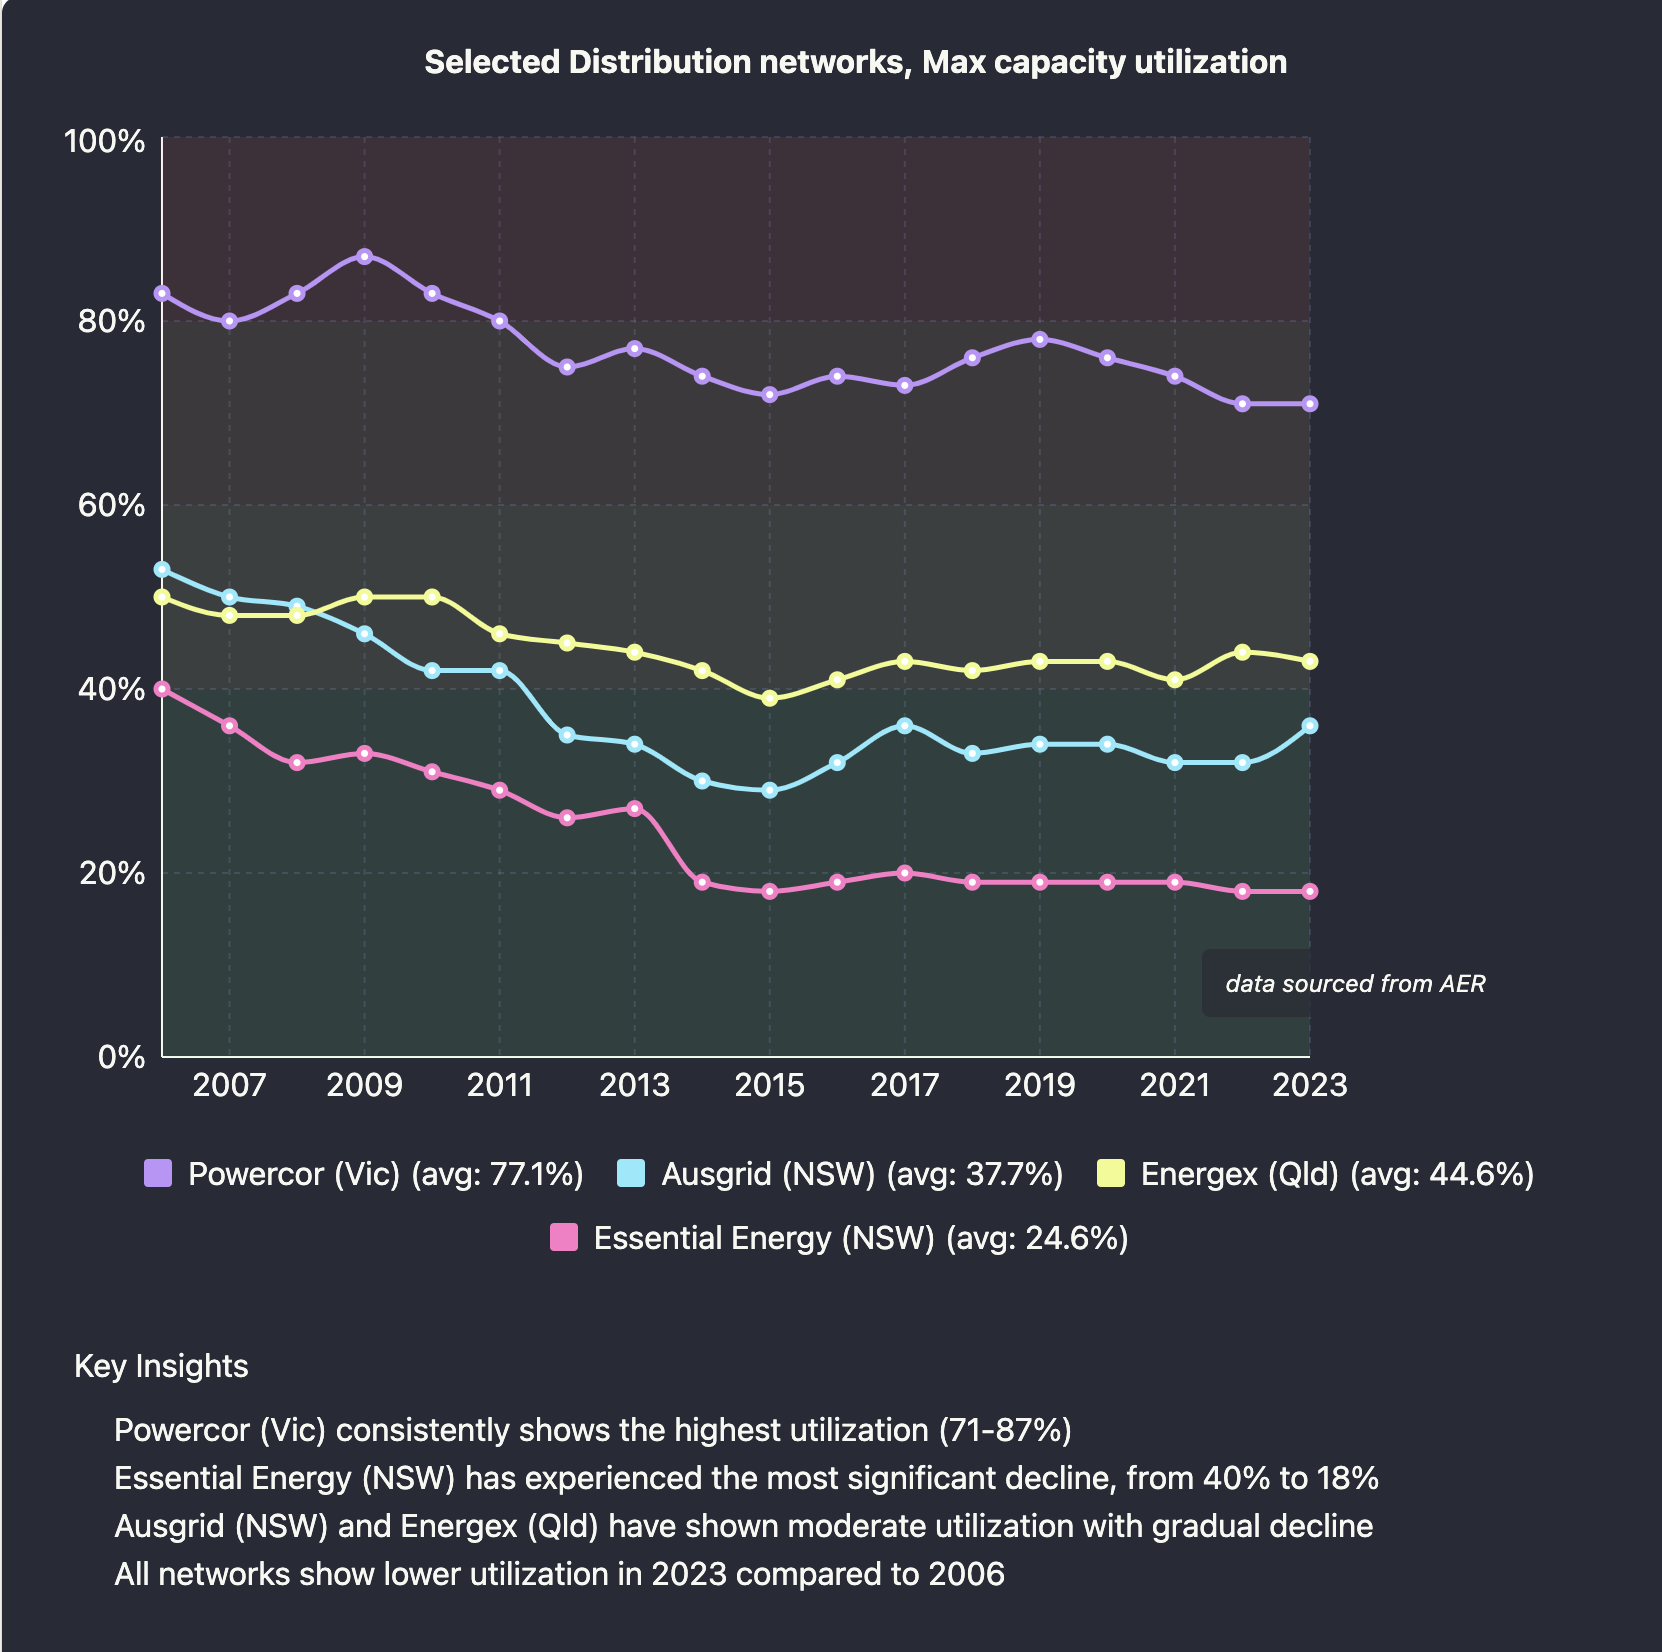 Selected Distribution networks, Max capacity utilization
100%
80%
60%
40%
20%
0%
data sourced from AER
2007 2009 2011 2013 2015 2017 2019 2021 2023
Powercor (Vic) (avg: 77.1%) Ausgrid (NSW) (avg: 37.7%) Energex (Qld) (avg: 44.6%)
Essential Energy (NSW) (avg: 24.6%)
Key Insights
Powercor (Vic) consistently shows the highest utilization (71-87%)
Essential Energy (NSW) has experienced the most significant decline, from 40% to 18%
Ausgrid (NSW) and Energex (Qld) have shown moderate utilization with gradual decline
All networks show lower utilization in 2023 compared to 2006